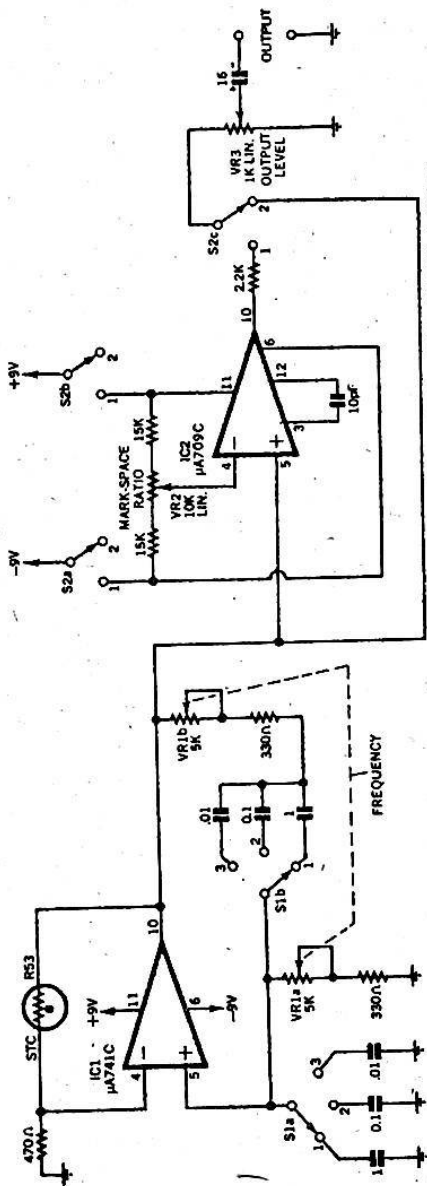 470Ω
STC R53
IC1
μA741C
+9V
-9V
4
5
11
6
10
VR1b
5K
330Ω
.01
0.1
1
3
2
1
S1b
S1a
1
2
3
1
0.1
.01
VR1a
5K
330Ω
FREQUENCY
-9V
S2a
1
2
+9V
S2b
1
2
15K
MARK-SPACE
RATIO
15K
VR2
10K
LIN.
IC2
μA709C
4
5
11
10
6
12
3
10pf
2.2K
1
2
S2c
VR3
1K LIN.
OUTPUT
LEVEL
16
+
-
OUTPUT